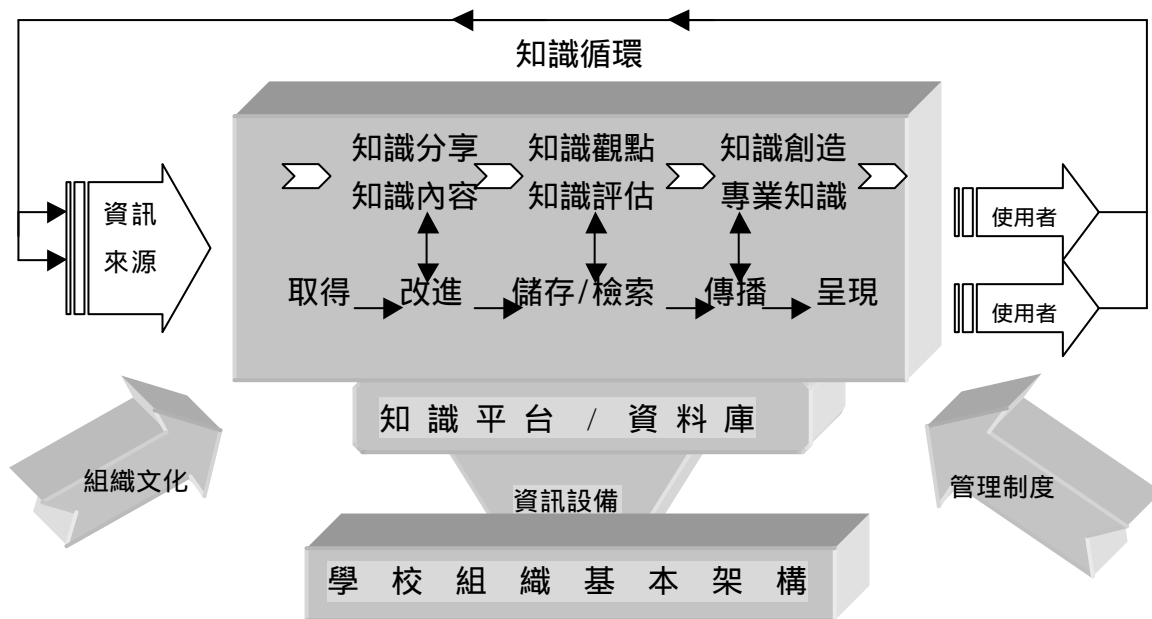 知識循環
知識分享
知識內容
知識觀點
知識評估
知識創造
專業知識
資訊
來源
使用者
取得
改進
儲存/檢索
傳播
呈現
使用者
知識平台 / 資料庫
組織文化
管理制度
資訊設備
學校組織基本架構